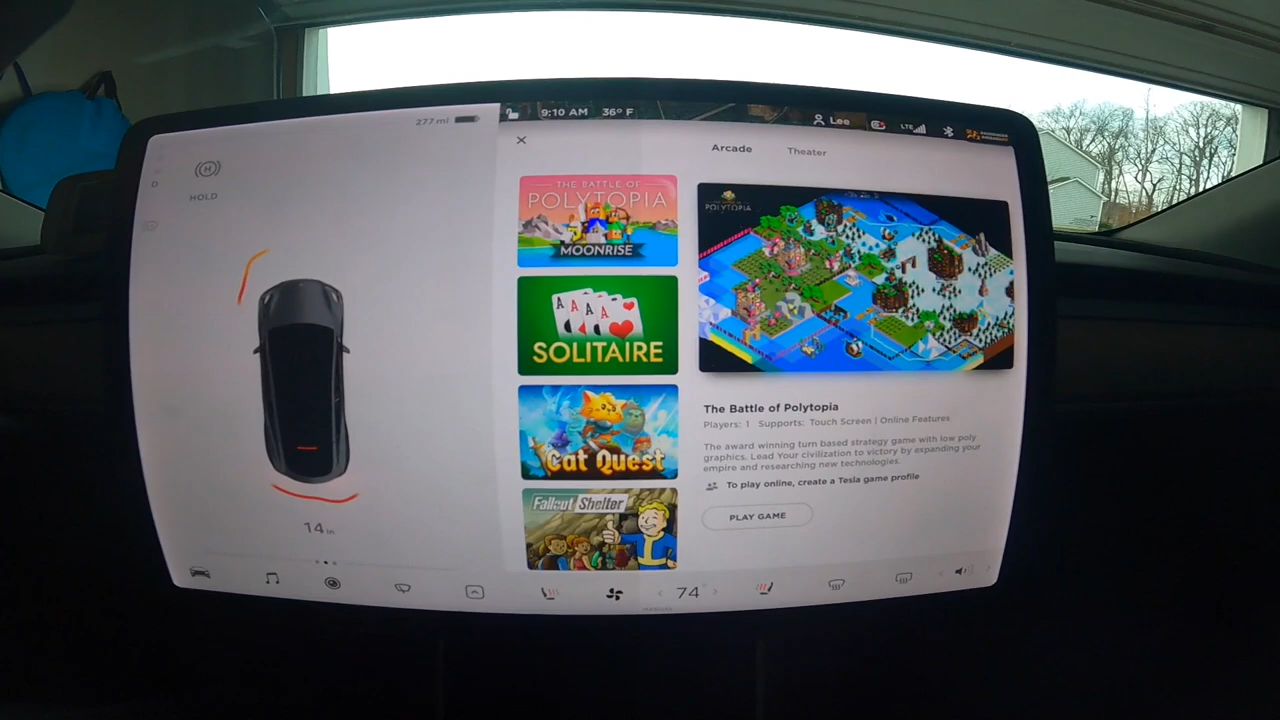 277 mi
9:10 AM 36° F
Lee
LTE
D
H
HOLD
14 in.
Arcade Theater
THE BATTLE OF
POLYTOPIA
MOONRISE
A A A A
SOLITAIRE
Cat Quest
Fallout Shelter
POLYTOPIA
The Battle of Polytopia
Players: 1 Supports: Touch Screen | Online Features
The award winning turn based strategy game with low poly
graphics. Lead Your civilization to victory by expanding your
empire and researching new technologies.
To play online, create a Tesla game profile
PLAY GAME
74°
MANUAL